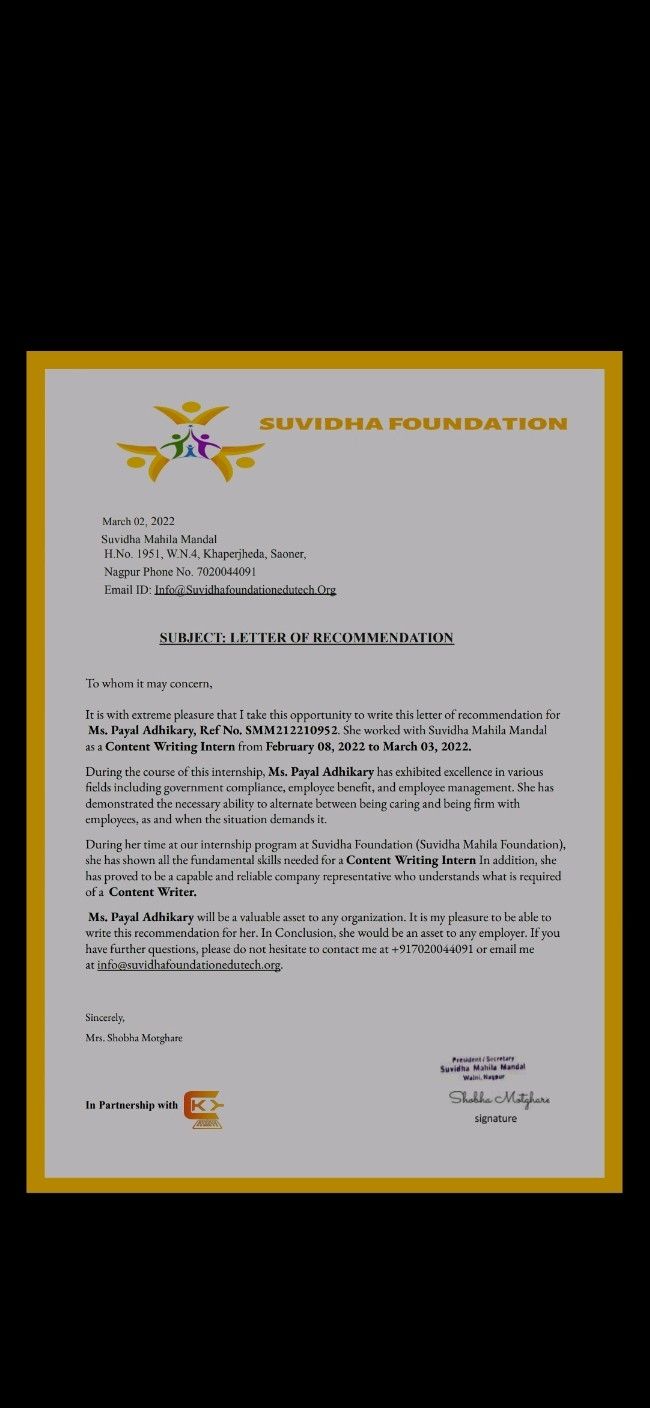 SUVIDHA FOUNDATION
March 02, 2022
Suvidha Mahila Mandal
H.No. 1951, W.N.4, Khaperjheda, Saoner,
Nagpur Phone No. 7020044091
Email ID: Info@Suvidhafoundationedutech.Org
SUBJECT: LETTER OF RECOMMENDATION
To whom it may concern,
It is with extreme pleasure that I take this opportunity to write this letter of recommendation for
Ms. Payal Adhikary, Ref No. SMM212210952. She worked with Suvidha Mahila Mandal
as a Content Writing Intern from February 08, 2022 to March 03, 2022.
During the course of this internship, Ms. Payal Adhikary has exhibited excellence in various
fields including government compliance, employee benefit, and employee management. She has
demonstrated the necessary ability to alternate between being caring and being firm with
employees, as and when the situation demands it.
During her time at our internship program at Suvidha Foundation (Suvidha Mahila Foundation),
she has shown all the fundamental skills needed for a Content Writing Intern In addition, she
has proved to be a capable and reliable company representative who understands what is required
of a Content Writer.
Ms. Payal Adhikary will be a valuable asset to any organization. It is my pleasure to be able to
write this recommendation for her. In Conclusion, she would be an asset to any employer. If you
have further questions, please do not hesitate to contact me at +917020044091 or email me
at info@suvidhafoundationedutech.org.
Sincerely,
Mrs. Shobha Motghare
President / Secretary
Suvidha Mahila Mandal
Walni, Nagpur
Shobha Motghare
signature
In Partnership with